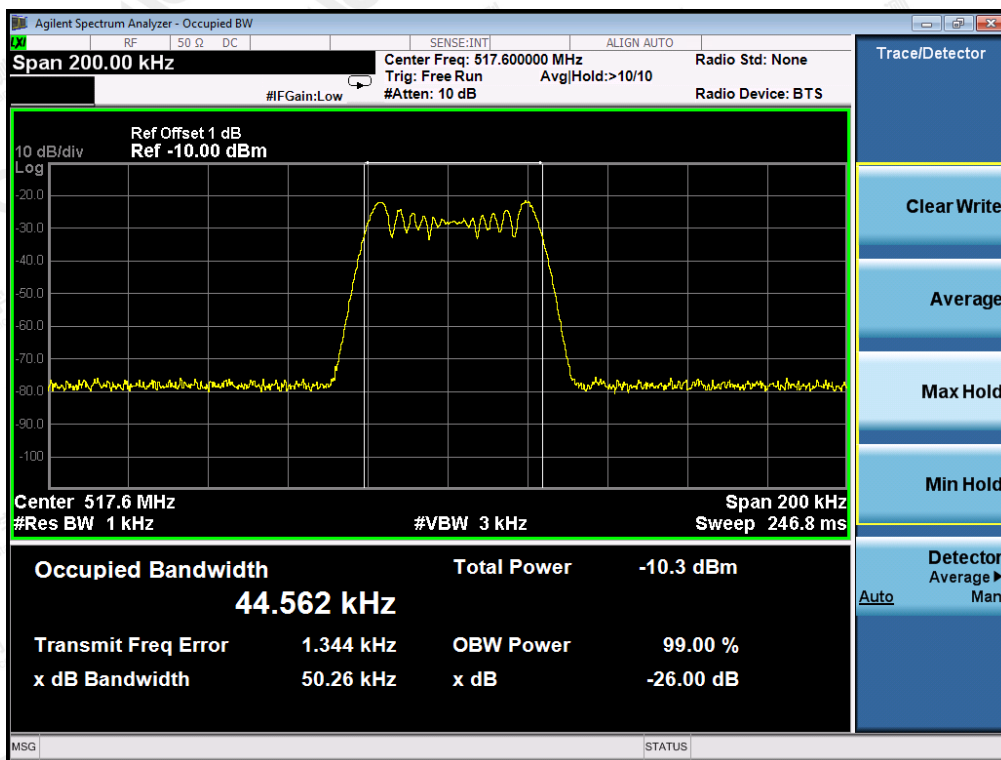 Agilent Spectrum Analyzer - Occupied BW
LXI RF 50 Ω DC SENSE:INT ALIGN AUTO
Span 200.00 kHz
Center Freq: 517.600000 MHz
Radio Std: None
Trig: Free Run Avg|Hold:>10/10
#IFGain:Low #Atten: 10 dB
Radio Device: BTS
Ref Offset 1 dB
10 dB/div Ref -10.00 dBm
Log
-20.0
-30.0
-40.0
-50.0
-60.0
-70.0
-80.0
-90.0
-100
Center 517.6 MHz Span 200 kHz
#Res BW 1 kHz #VBW 3 kHz Sweep 246.8 ms
Occupied Bandwidth Total Power -10.3 dBm
44.562 kHz
Transmit Freq Error 1.344 kHz OBW Power 99.00 %
x dB Bandwidth 50.26 kHz x dB -26.00 dB
MSG STATUS
Trace/Detector
Clear Write
Average
Max Hold
Min Hold
Detector
Average
Auto Man